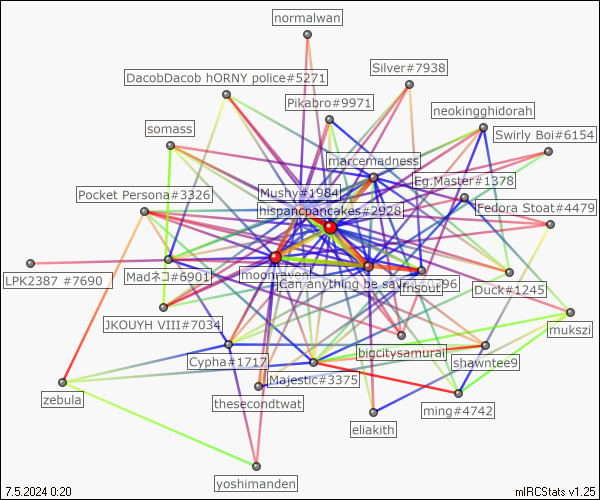 normalwan
DacobDacob hORNY police#5271
Silver#7938
Pikabro#9971
neokingghidorah
somass
Swirly Boi#6154
marcemadness
Eg.Master#1378
Pocket Persona#3326
Mushy#1984
hispancpancakes#2928
Fedora Stoat#4479
LPK2387 #7690
Madネコ#6901
moonraven
Can anything be saved
frisout
Duck#1245
JKOUYH VIII#7034
mukszi
bigcitysamurai
Cypha#1717
shawntee9
Majestic#3375
zebula
thesecondtwat
ming#4742
eliakith
yoshimanden
7.5.2024 0:20
mIRCStats v1.25